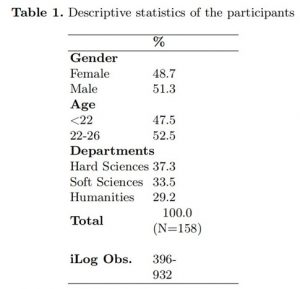 Table 1. Descriptive statistics of the participants
%
Gender
Female 48.7
Male 51.3
Age
<22 47.5
22-26 52.5
Departments
Hard Sciences 37.3
Soft Sciences 33.5
Humanities 29.2
Total 100.0
(N=158)
iLog Obs. 396-
932